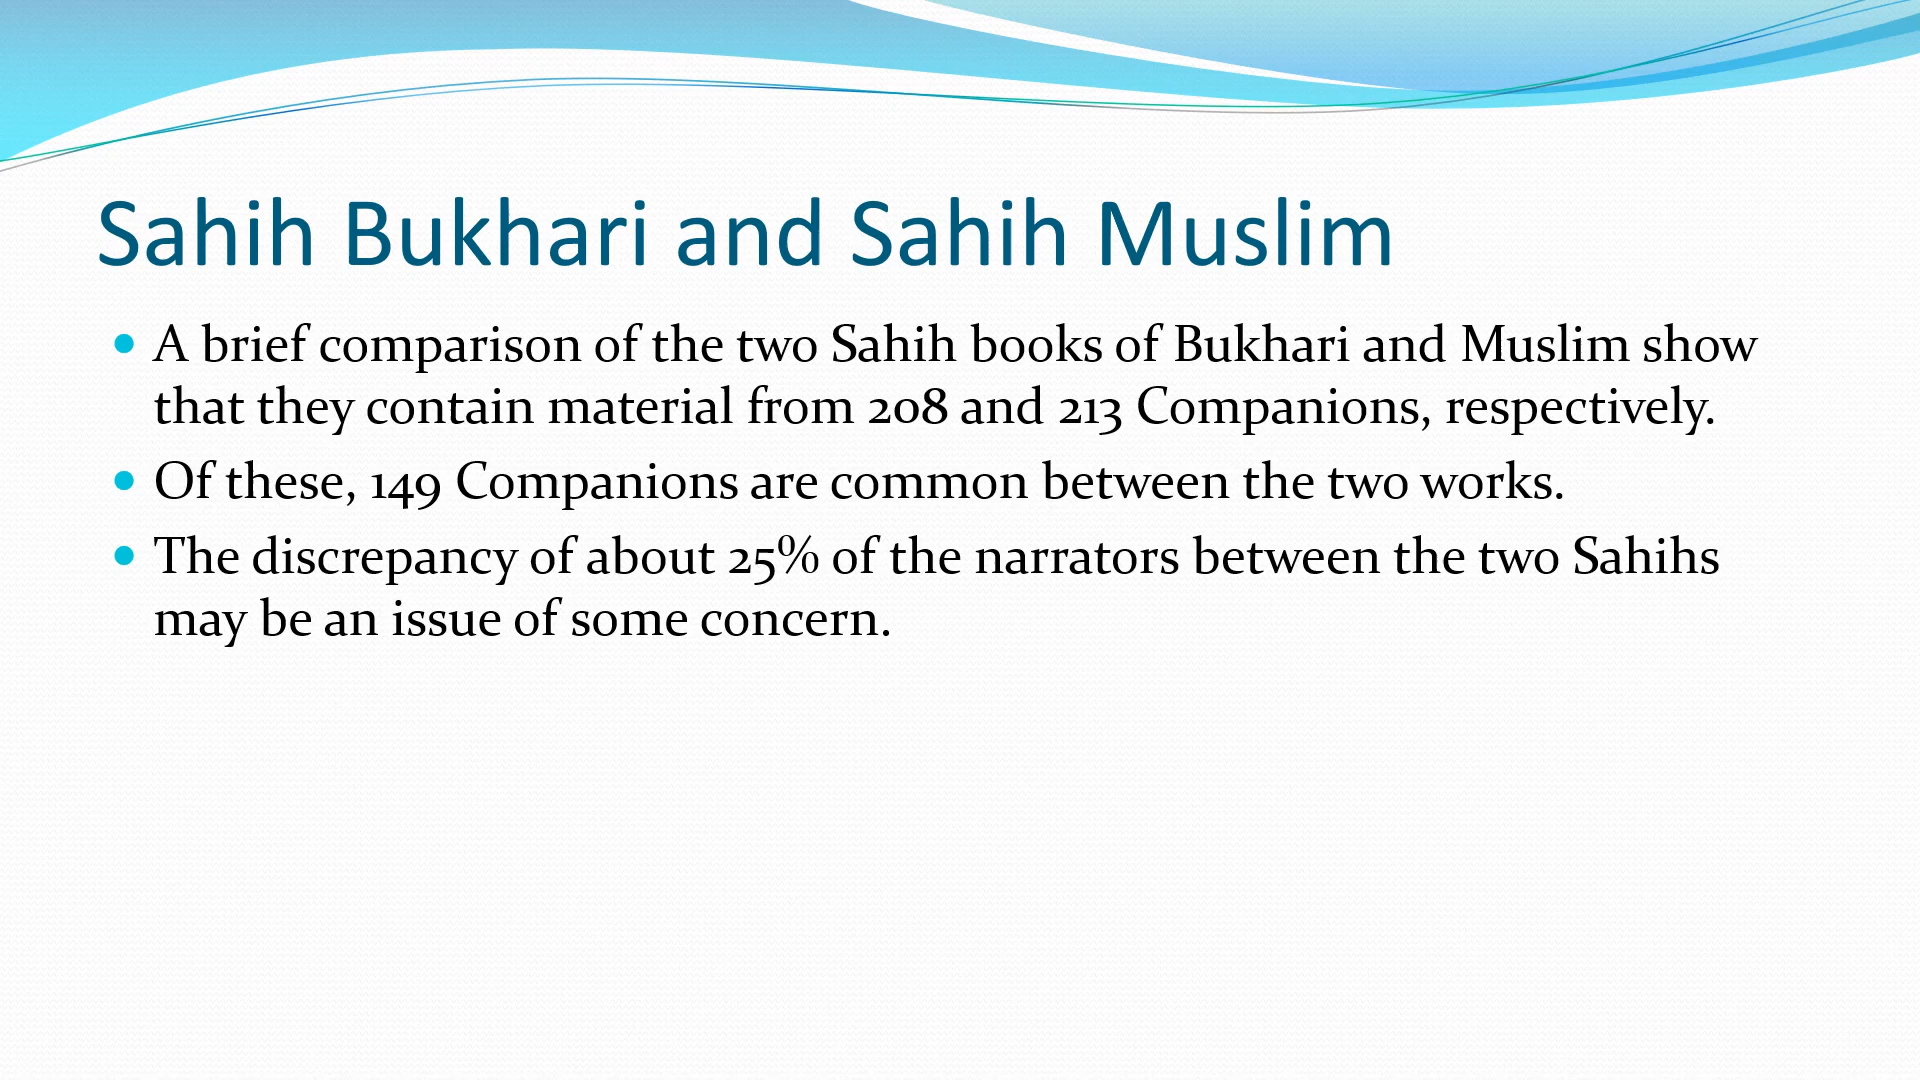 Sahih Bukhari and Sahih Muslim
• A brief comparison of the two Sahih books of Bukhari and Muslim show
that they contain material from 208 and 213 Companions, respectively.
• Of these, 149 Companions are common between the two works.
• The discrepancy of about 25% of the narrators between the two Sahihs
may be an issue of some concern.